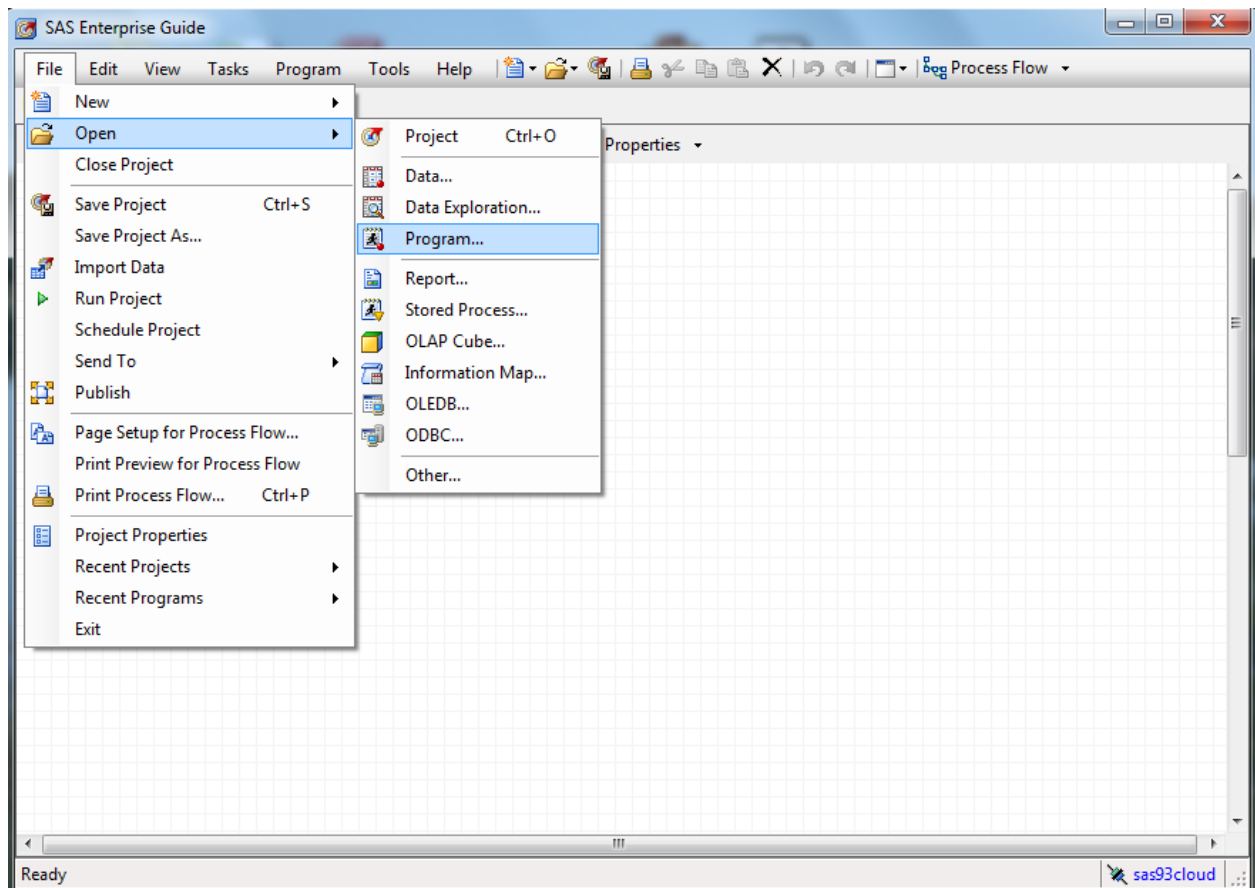 SAS Enterprise Guide
File Edit View Tasks Program Tools Help Process Flow
New
Open
Close Project
Save Project Ctrl+S
Save Project As...
Import Data
Run Project
Schedule Project
Send To
Publish
Page Setup for Process Flow...
Print Preview for Process Flow
Print Process Flow... Ctrl+P
Project Properties
Recent Projects
Recent Programs
Exit
Project Ctrl+O
Data...
Data Exploration...
Program...
Report...
Stored Process...
OLAP Cube...
Information Map...
OLEDB...
ODBC...
Other...
Properties
Ready sas93cloud